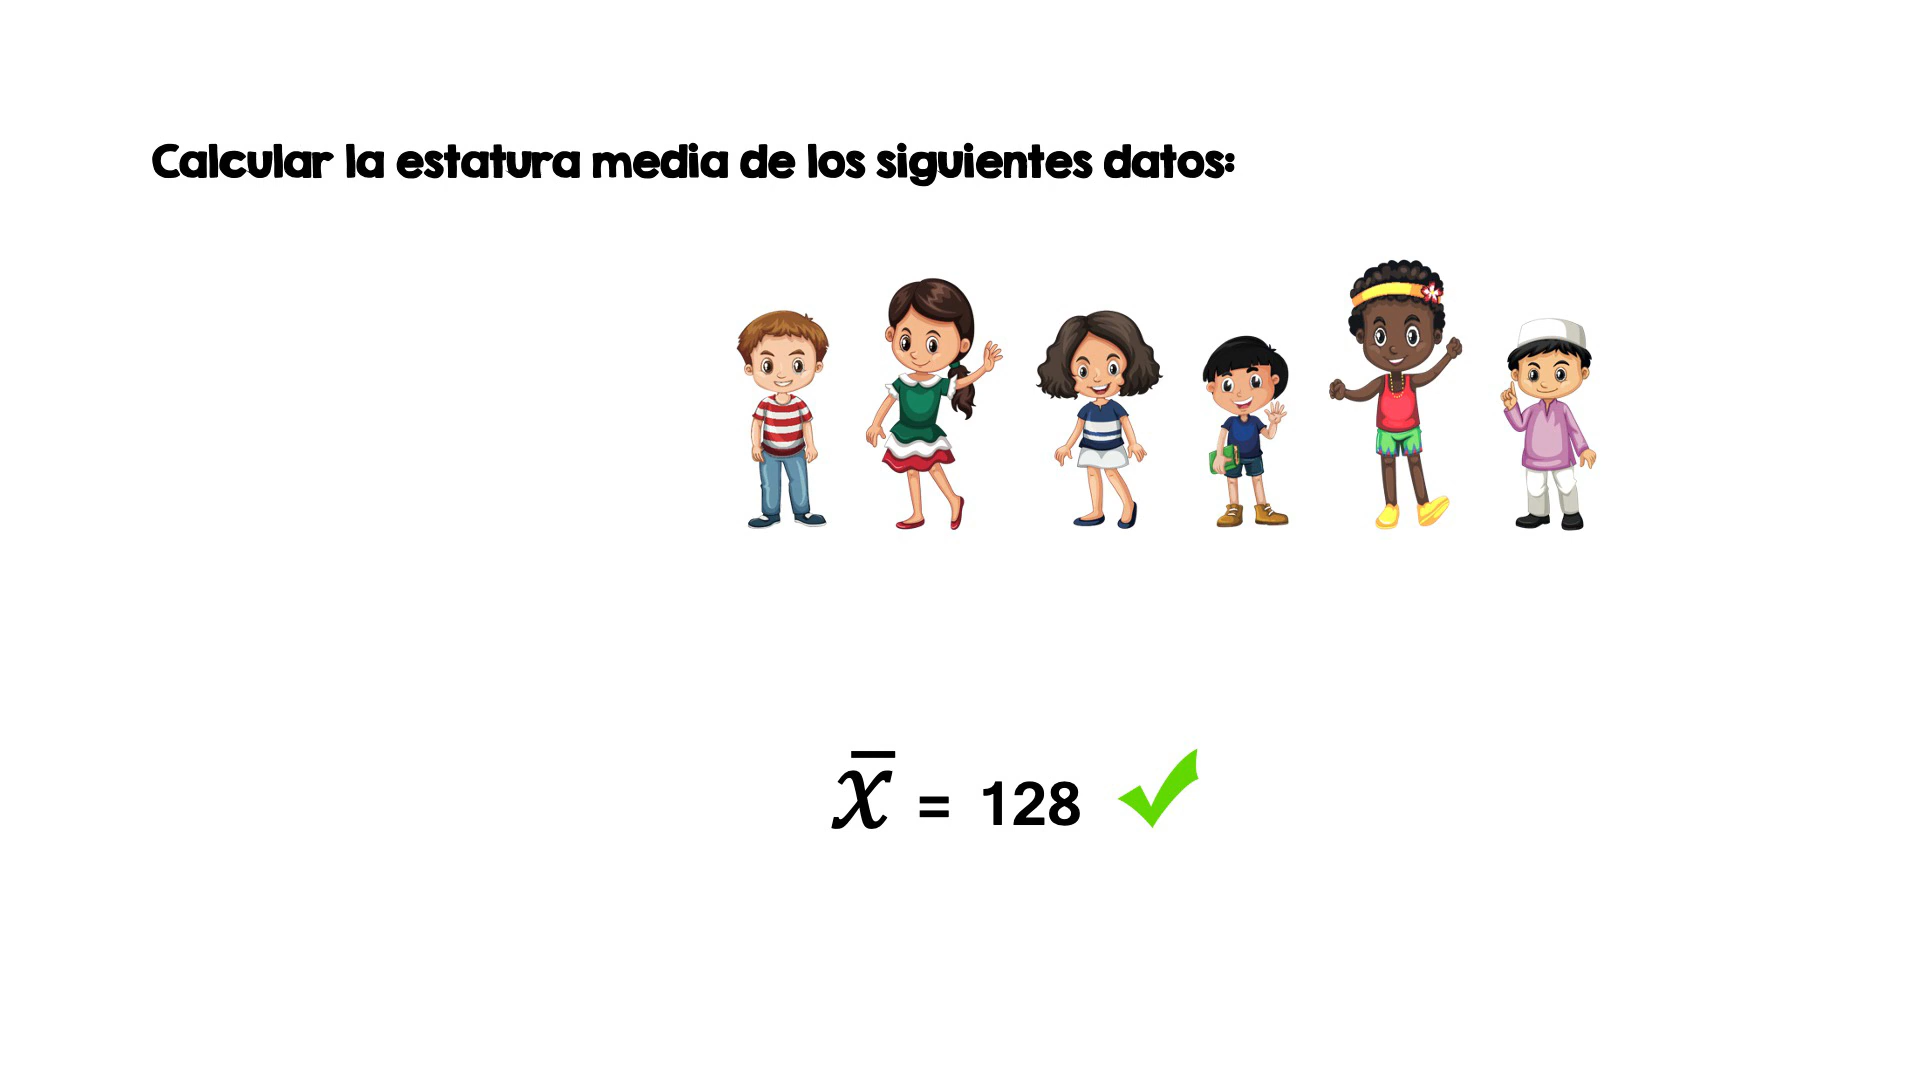 Calcular la estatura media de los siguientes datos:
x̅ = 128